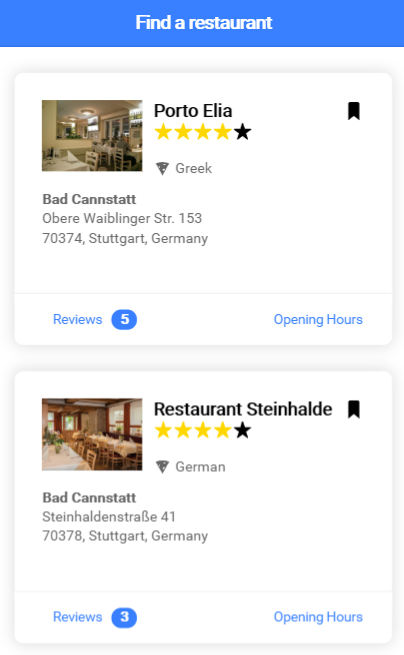 Find a restaurant
Porto Elia
Greek
Bad Cannstatt
Obere Waiblinger Str. 153
70374, Stuttgart, Germany
Reviews 5
Opening Hours
Restaurant Steinhalde
German
Bad Cannstatt
Steinhaldenstraße 41
70378, Stuttgart, Germany
Reviews 3
Opening Hours